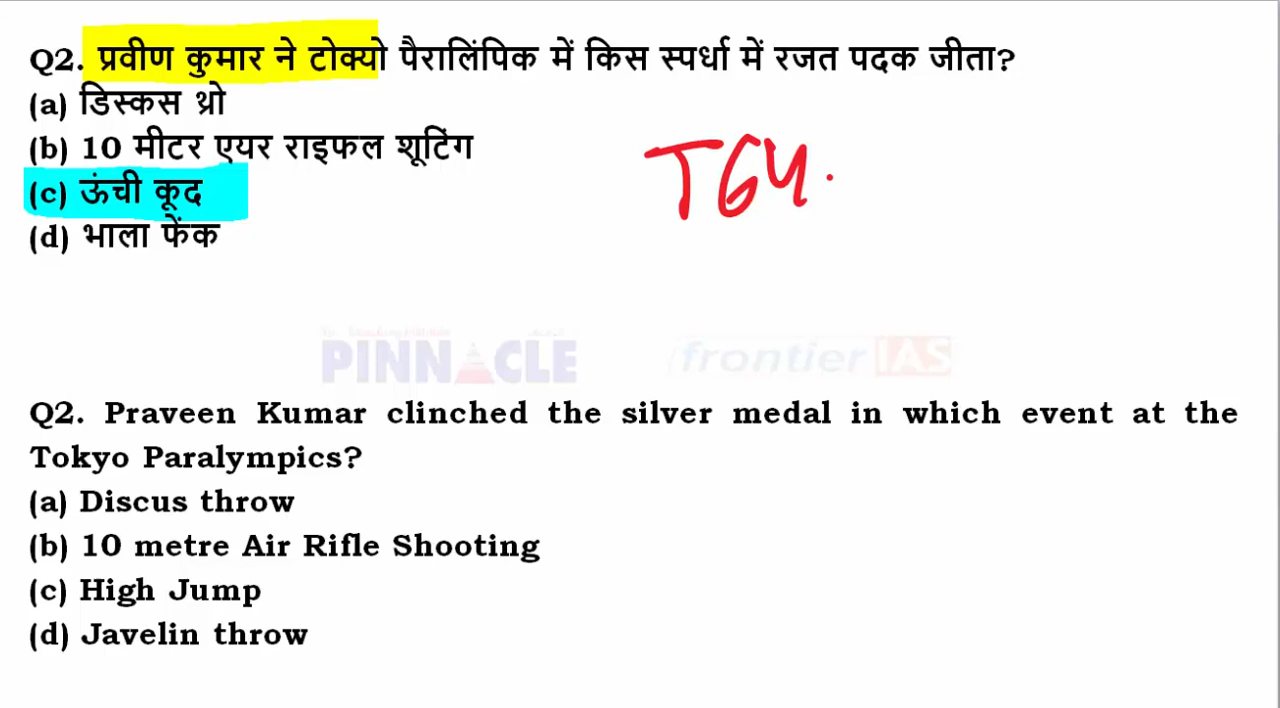 Q2. प्रवीण कुमार ने टोक्यो पैरालिंपिक में किस स्पर्धा में रजत पदक जीता?
(a) डिस्कस थ्रो
(b) 10 मीटर एयर राइफल शूटिंग
(c) ऊंची कूद
(d) भाला फेंक
T64.
PINNACLE frontier IAS
Q2. Praveen Kumar clinched the silver medal in which event at the
Tokyo Paralympics?
(a) Discus throw
(b) 10 metre Air Rifle Shooting
(c) High Jump
(d) Javelin throw